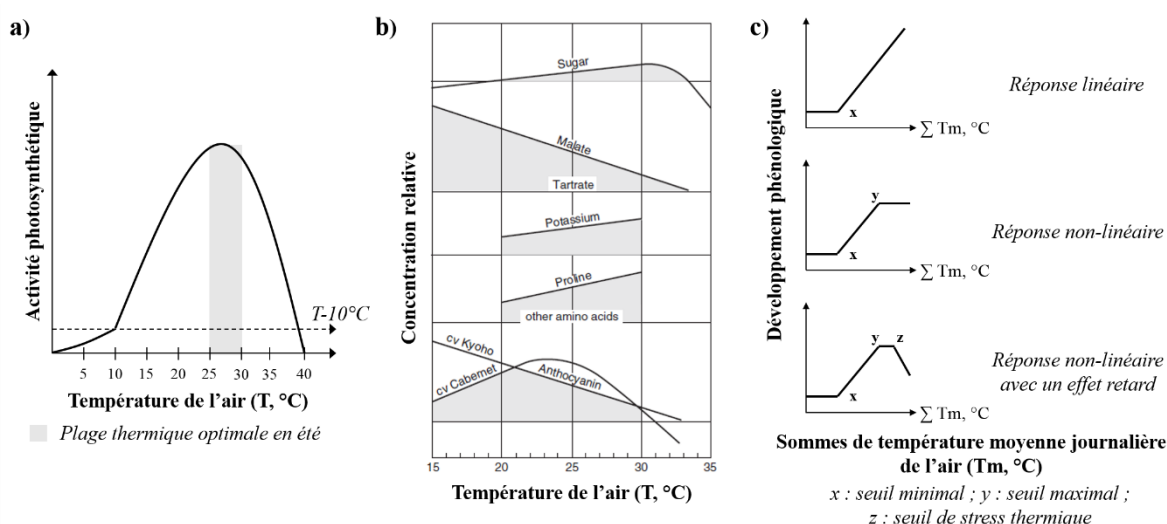 a)
Activité photosynthétique
T-10°C
5 10 15 20 25 30 35 40
Température de l'air (T, °C)
Plage thermique optimale en été
b)
Concentration relative
Sugar
Malate
Tartrate
Potassium
Proline
other amino acids
cv Kyoho
cv Cabernet
Anthocyanin
15 20 25 30 35
Température de l'air (T, °C)
c)
Développement phénologique
x
∑ Tm, °C
Réponse linéaire
y
x
∑ Tm, °C
Réponse non-linéaire
y z
x
∑ Tm, °C
Réponse non-linéaire
avec un effet retard
Sommes de température moyenne journalière
de l'air (Tm, °C)
x : seuil minimal ; y : seuil maximal ;
z : seuil de stress thermique